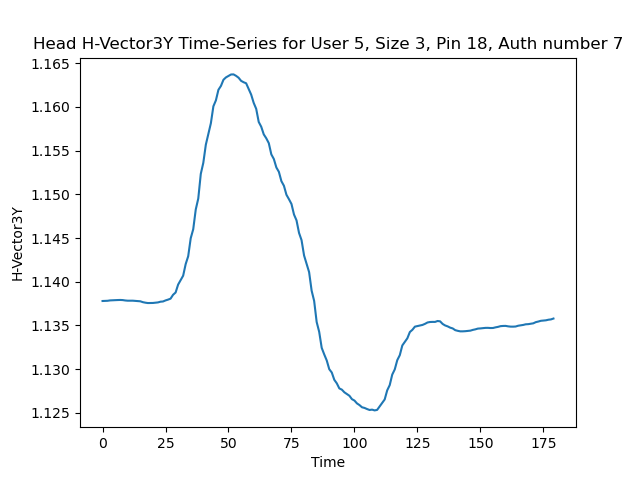 Head H-Vector3Y Time-Series for User 5, Size 3, Pin 18, Auth number 7
1.165
1.160
1.155
1.150
1.145
1.140
1.135
1.130
1.125
H-Vector3Y
0 25 50 75 100 125 150 175
Time